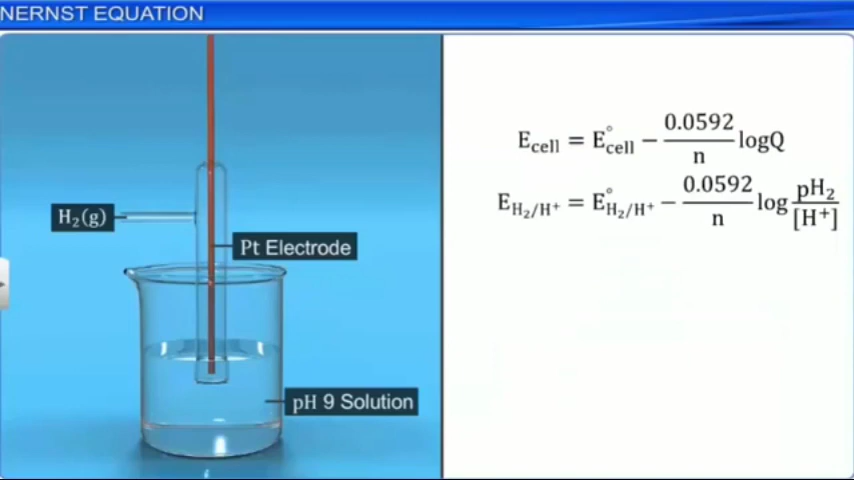 NERNST EQUATION
H₂(g)
Pt Electrode
pH 9 Solution
E_cell = E°_cell − 0.0592/n logQ
E_H₂/H⁺ = E°_H₂/H⁺ − 0.0592/n log pH₂/[H⁺]